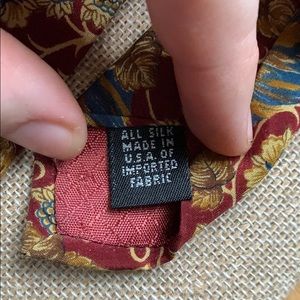 ALL SILK
MADE IN
U.S.A. OF
IMPORTED
FABRIC